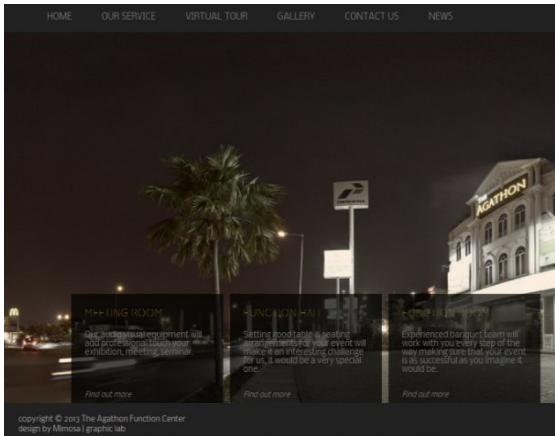 HOME OUR SERVICE VIRTUAL TOUR GALLERY CONTACT US NEWS
AGATHON
MEETING ROOM
Our audio visual equipment will
add professional touch your
exhibition, meeting, seminar.
Find out more
FUNCTION HALL
Setting food table & seating
arrangements for your event will
make it an interesting challenge
for us, it would be a very special
one.
Find out more
Experienced banquet team will
work with you every step of the
way making sure that your event
is as successful as you imagine it
would be.
Find out more
copyright © 2013 The Agathon Function Center
design by Mimosa | graphic lab